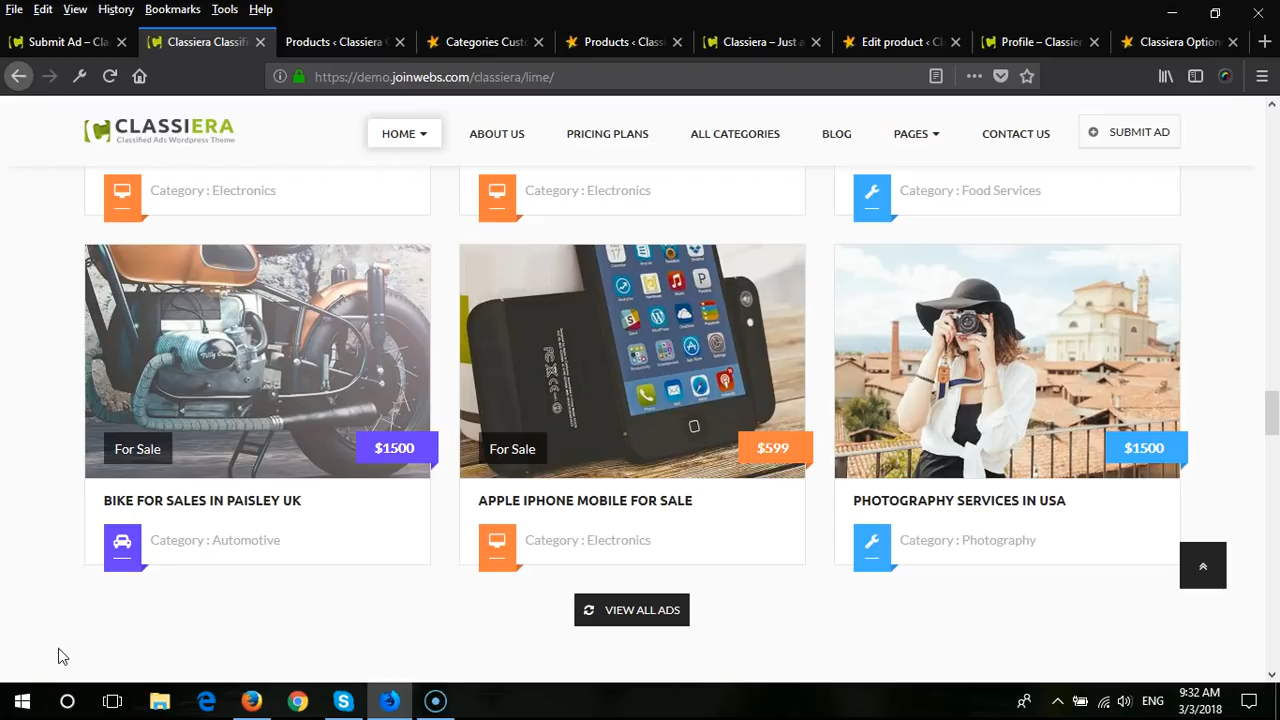 File Edit View History Bookmarks Tools Help
Submit Ad – Cla Classiera Classifi Products ‹ Classiera Categories Cust Products ‹ Classi Classiera – Just a Edit product ‹ Cl Profile – Classier Classiera Option
https://demo.joinwebs.com/classiera/lime/
CLASSIERA
Classified Ads Wordpress Theme
HOME ABOUT US PRICING PLANS ALL CATEGORIES BLOG PAGES CONTACT US SUBMIT AD
Category : Electronics Category : Electronics Category : Food Services
For Sale $1500 For Sale $599 $1500
BIKE FOR SALES IN PAISLEY UK APPLE IPHONE MOBILE FOR SALE PHOTOGRAPHY SERVICES IN USA
Category : Automotive Category : Electronics Category : Photography
VIEW ALL ADS
ENG 9:32 AM
3/3/2018